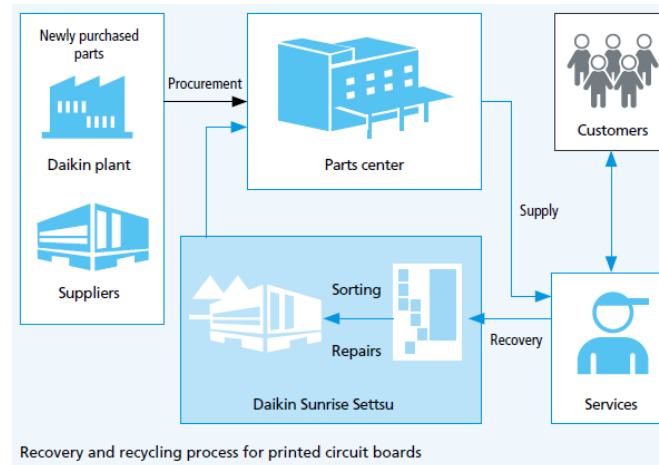 Newly purchased
parts
Daikin plant
Suppliers
Procurement
Parts center
Supply
Customers
Services
Recovery
Sorting
Repairs
Daikin Sunrise Settsu
Recovery and recycling process for printed circuit boards